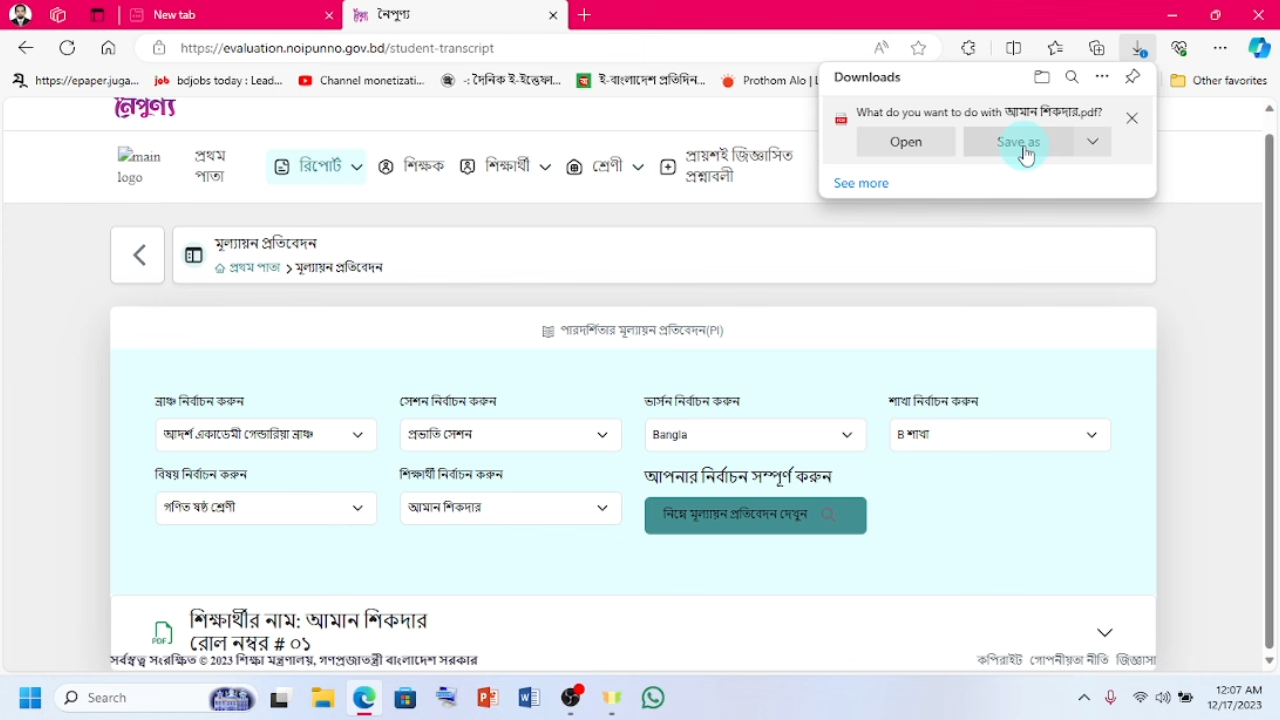 New tab
নৈপুণ্য
https://evaluation.noipunno.gov.bd/student-transcript
https://epaper.juga...
bdjobs today : Lead...
Channel monetizati...
-: দৈনিক ই-ইত্তেফা...
ই-বাংলাদেশ প্রতিদিন...
Prothom Alo | L
Other favorites
Downloads
What do you want to do with আমান শিকদার.pdf?
Open
Save as
See more
নৈপুণ্য
main
logo
প্রথম
পাতা
রিপোর্ট
শিক্ষক
শিক্ষার্থী
শ্রেণী
প্রায়শই জিজ্ঞাসিত
প্রশ্নাবলী
মূল্যায়ন প্রতিবেদন
প্রথম পাতা > মূল্যায়ন প্রতিবেদন
পারদর্শিতার মূল্যায়ন প্রতিবেদন(PI)
ব্রাঞ্চ নির্বাচন করুন
সেশন নির্বাচন করুন
ভার্সন নির্বাচন করুন
শাখা নির্বাচন করুন
আদর্শ একাডেমী গেন্ডারিয়া ব্রাঞ্চ
প্রভাতি সেশন
Bangla
B শাখা
বিষয় নির্বাচন করুন
শিক্ষার্থী নির্বাচন করুন
আপনার নির্বাচন সম্পূর্ণ করুন
গণিত ষষ্ঠ শ্রেণী
আমান শিকদার
নিম্নে মূল্যায়ন প্রতিবেদন দেখুন
PDF
শিক্ষার্থীর নাম: আমান শিকদার
রোল নম্বর # ০১
সর্বস্বত্ব সংরক্ষিত © 2023 শিক্ষা মন্ত্রণালয়, গণপ্রজাতন্ত্রী বাংলাদেশ সরকার
কপিরাইট গোপনীয়তা নীতি জিজ্ঞাসা
Search
12:07 AM
12/17/2023